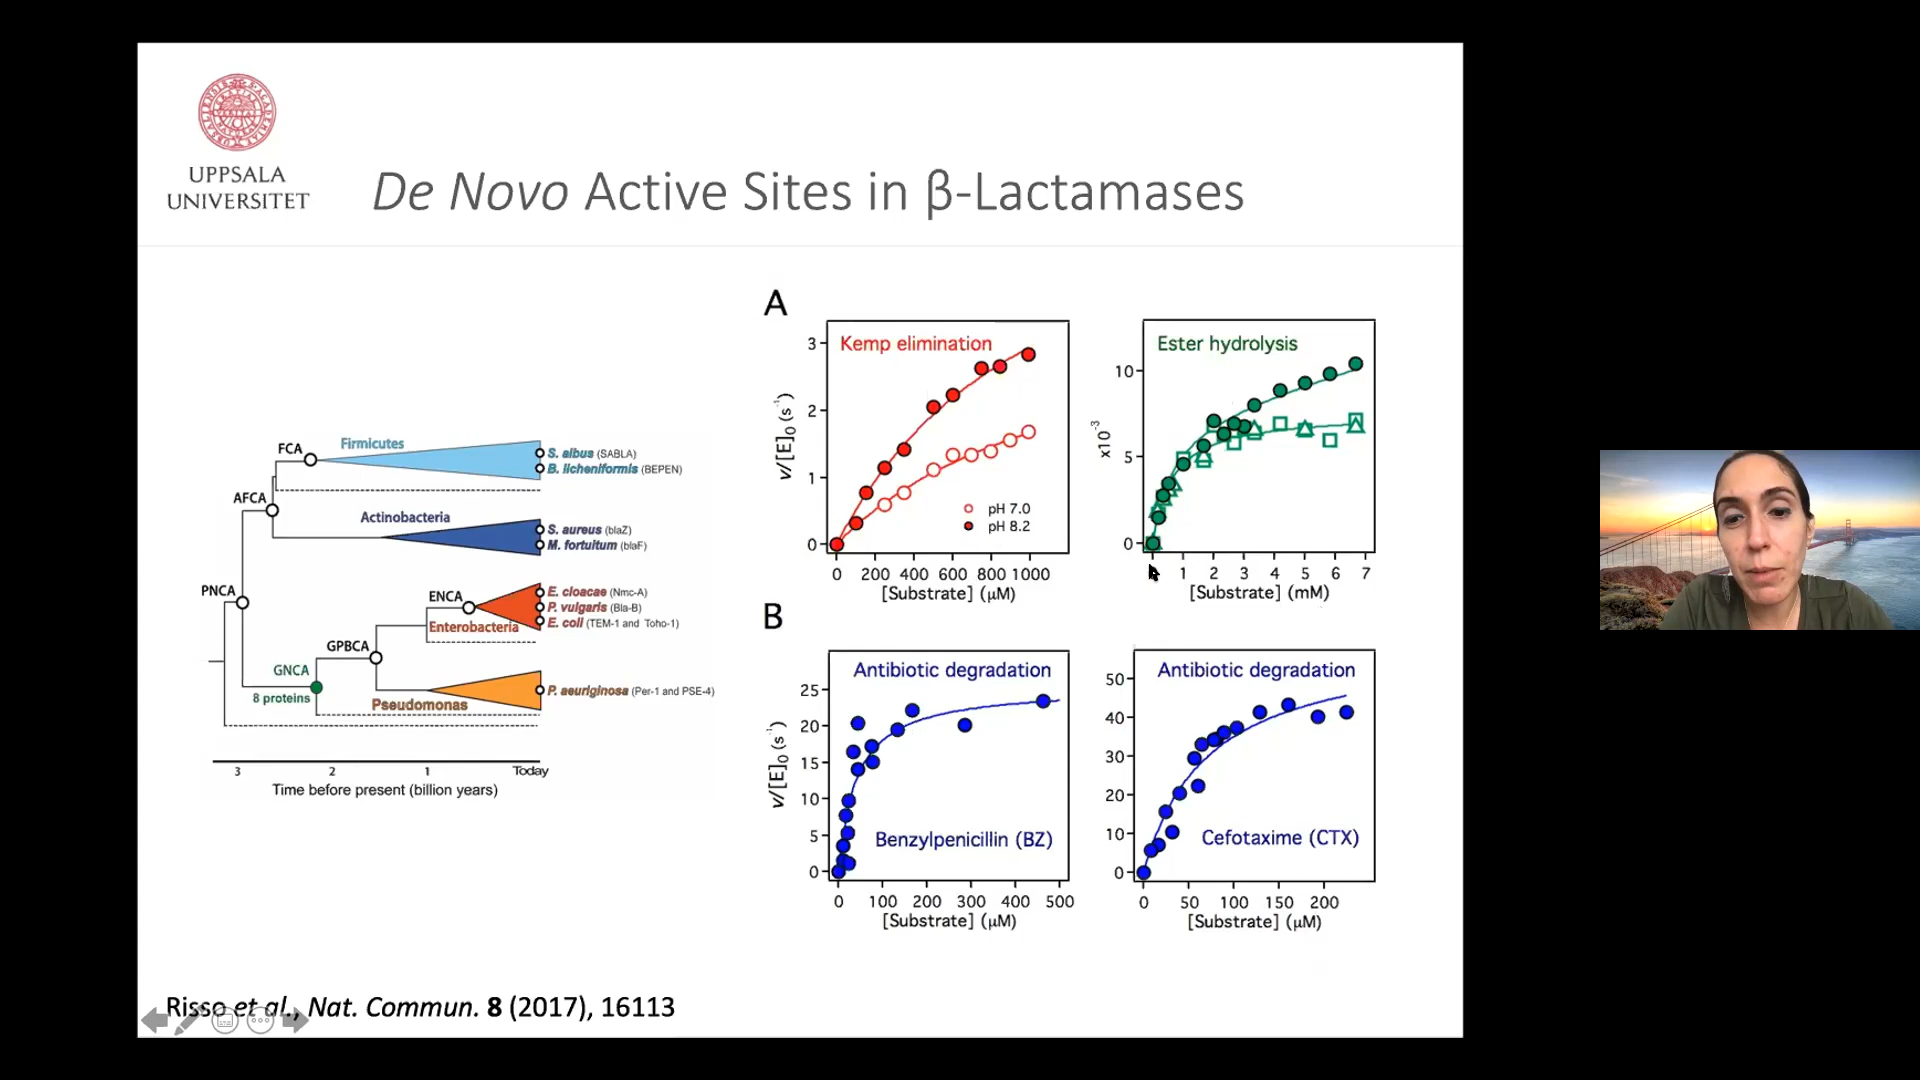 UPPSALA
UNIVERSITET
De Novo Active Sites in β-Lactamases
FCA
Firmicutes
S. albus (SABLA)
B. licheniformis (BEPEN)
AFCA
Actinobacteria
S. aureus (blaZ)
M. fortuitum (blaF)
PNCA
ENCA
Enterobacteria
E. cloacae (Nmc-A)
P. vulgaris (Bla-B)
E. coli (TEM-1 and Toho-1)
GPBCA
GNCA
8 proteins
Pseudomonas
P. aeuriginosa (Per-1 and PSE-4)
3 2 1 Today
Time before present (billion years)
A
Kemp elimination
v/[E]0 (s-1)
3
2
1
0
pH 7.0
pH 8.2
0 200 400 600 800 1000
[Substrate] (μM)
Ester hydrolysis
x10-3
10
5
0
1 2 3 4 5 6 7
[Substrate] (mM)
B
Antibiotic degradation
v/[E]0 (s-1)
25
20
15
10
5
0
Benzylpenicillin (BZ)
0 100 200 300 400 500
[Substrate] (μM)
Antibiotic degradation
50
40
30
20
10
0
Cefotaxime (CTX)
0 50 100 150 200
[Substrate] (μM)
Risso et al., Nat. Commun. 8 (2017), 16113